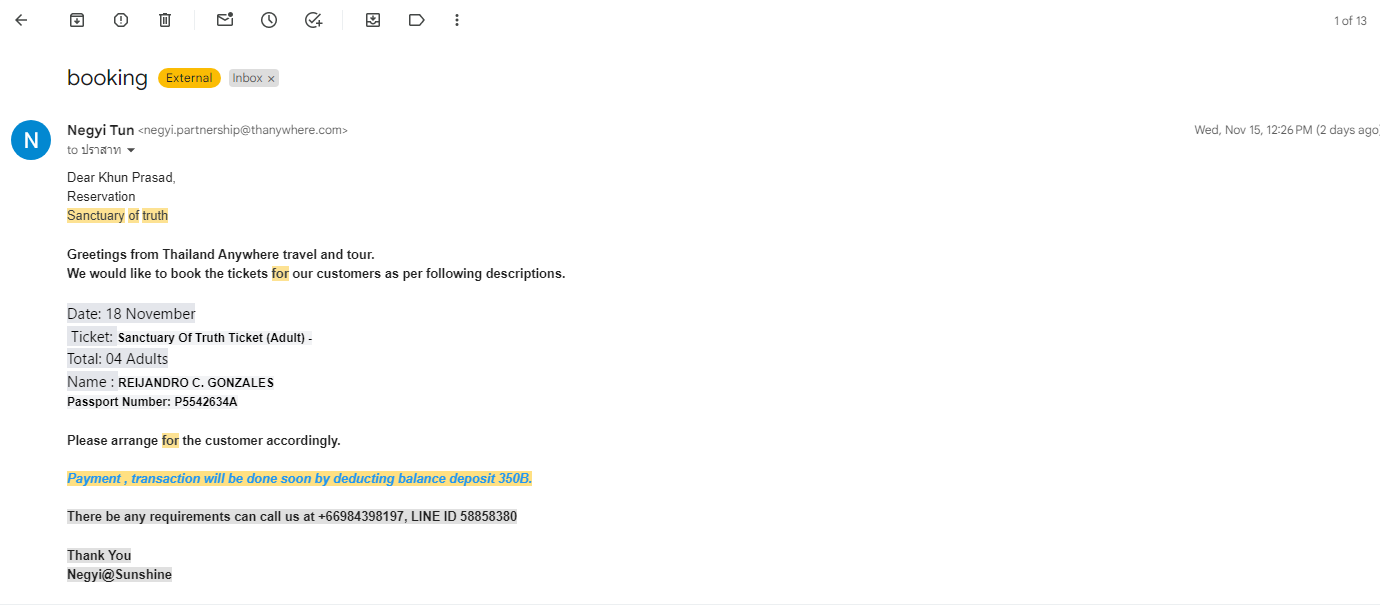 1 of 13
booking External Inbox ×
N
Negyi Tun <negyi.partnership@thanywhere.com> Wed, Nov 15, 12:26 PM (2 days ago)
to ปราสาท
Dear Khun Prasad,
Reservation
Sanctuary of truth
Greetings from Thailand Anywhere travel and tour.
We would like to book the tickets for our customers as per following descriptions.
Date: 18 November
Ticket: Sanctuary Of Truth Ticket (Adult) -
Total: 04 Adults
Name : REIJANDRO C. GONZALES
Passport Number: P5542634A
Please arrange for the customer accordingly.
Payment , transaction will be done soon by deducting balance deposit 350B.
There be any requirements can call us at +66984398197, LINE ID 58858380
Thank You
Negyi@Sunshine